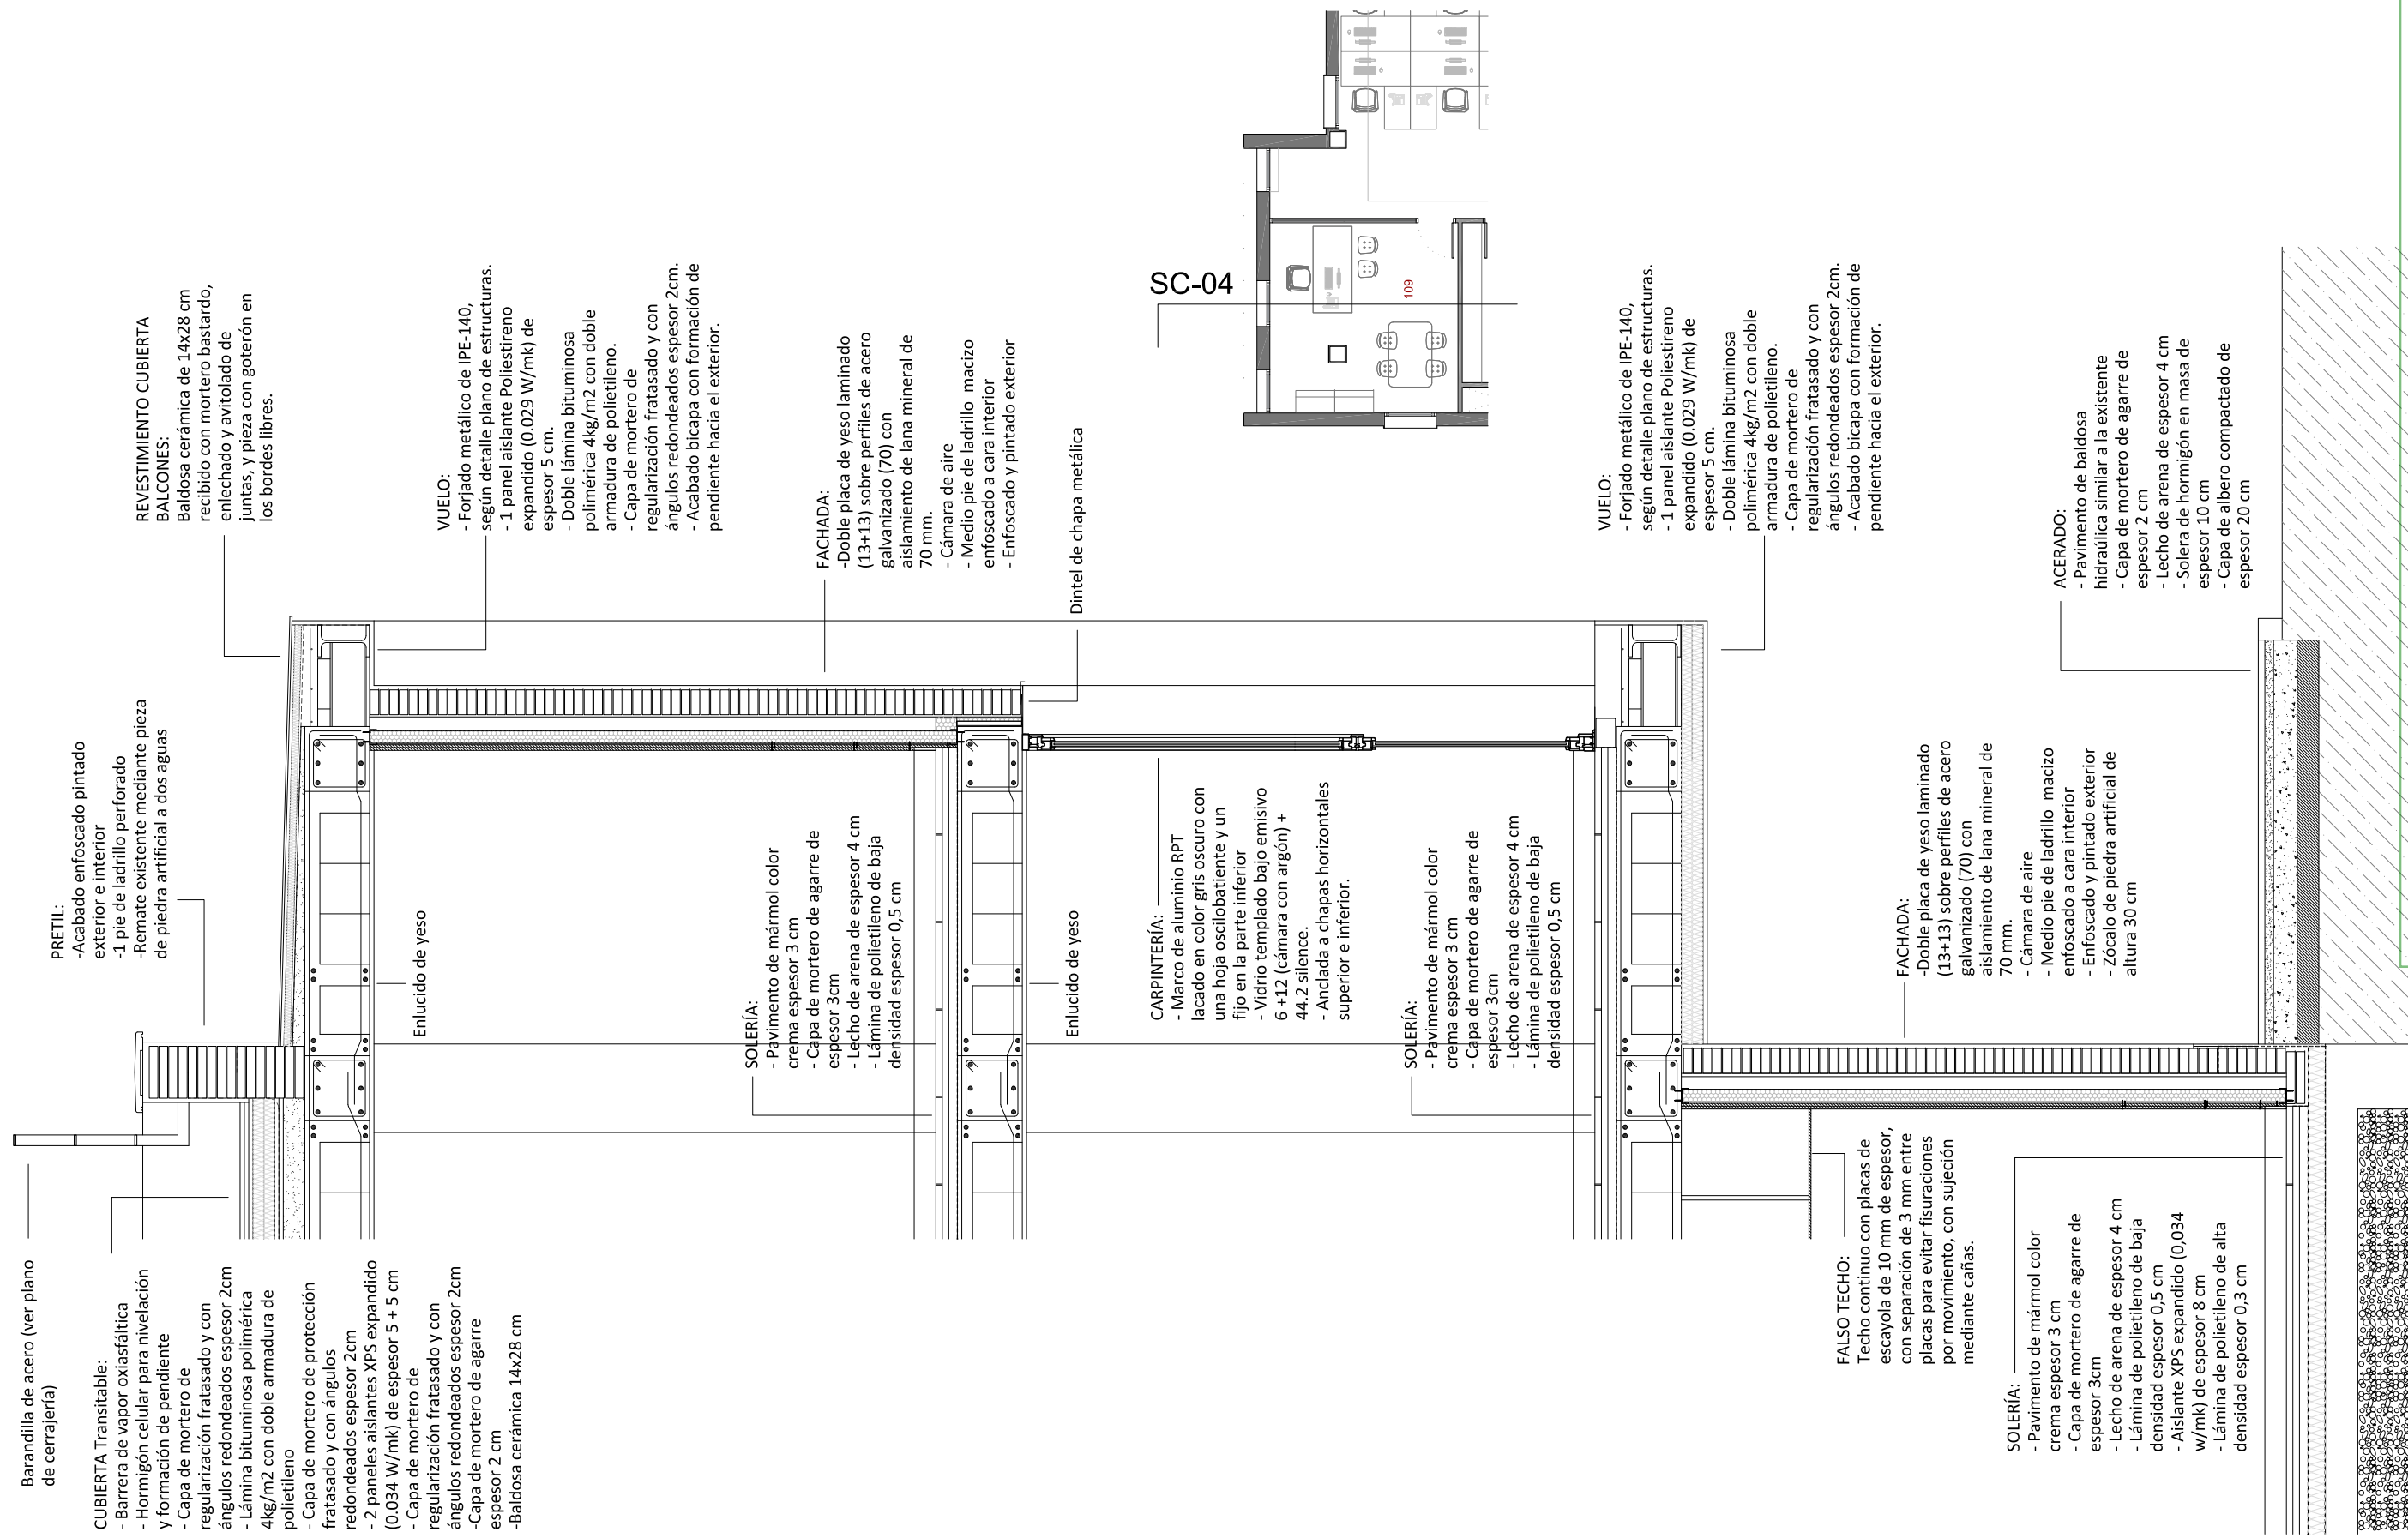 Barandilla de acero (ver plano
de cerrajería)
CUBIERTA Transitable:
- Barrera de vapor oxiasfáltica
- Hormigón celular para nivelación
y formación de pendiente
- Capa de mortero de
regularización fratasado y con
ángulos redondeados espesor 2cm
- Lámina bituminosa polimérica
4kg/m2 con doble armadura de
polietileno
- Capa de mortero de protección
fratasado y con ángulos
redondeados espesor 2cm
- 2 paneles aislantes XPS expandido
(0.034 W/mk) de espesor 5 + 5 cm
- Capa de mortero de
regularización fratasado y con
ángulos redondeados espesor 2cm
-Capa de mortero de agarre
espesor 2 cm
-Baldosa cerámica 14x28 cm
PRETIL:
-Acabado enfoscado pintado
exterior e interior
-1 pie de ladrillo perforado
-Remate existente mediante pieza
de piedra artificial a dos aguas
REVESTIMIENTO CUBIERTA
BALCONES:
Baldosa cerámica de 14x28 cm
recibido con mortero bastardo,
enlechado y avitolado de
juntas, y pieza con goterón en
los bordes libres.
VUELO:
- Forjado metálico de IPE-140,
según detalle plano de estructuras.
- 1 panel aislante Poliestireno
expandido (0.029 W/mk) de
espesor 5 cm.
- Doble lámina bituminosa
polimérica 4kg/m2 con doble
armadura de polietileno.
- Capa de mortero de
regularización fratasado y con
ángulos redondeados espesor 2cm.
- Acabado bicapa con formación de
pendiente hacia el exterior.
Enlucido de yeso
SOLERÍA:
- Pavimento de mármol color
crema espesor 3 cm
- Capa de mortero de agarre de
espesor 3cm
- Lecho de arena de espesor 4 cm
- Lámina de polietileno de baja
densidad espesor 0,5 cm
FACHADA:
-Doble placa de yeso laminado
(13+13) sobre perfiles de acero
galvanizado (70) con
aislamiento de lana mineral de
70 mm.
- Cámara de aire
- Medio pie de ladrillo macizo
enfoscado a cara interior
- Enfoscado y pintado exterior
Dintel de chapa metálica
Enlucido de yeso
CARPINTERÍA:
- Marco de aluminio RPT
lacado en color gris oscuro con
una hoja oscilobatiente y un
fijo en la parte inferior
- Vidrio templado bajo emisivo
6 +12 (cámara con argón) +
44.2 silence.
- Anclada a chapas horizontales
superior e inferior.
SC-04
109
SOLERÍA:
- Pavimento de mármol color
crema espesor 3 cm
- Capa de mortero de agarre de
espesor 3cm
- Lecho de arena de espesor 4 cm
- Lámina de polietileno de baja
densidad espesor 0,5 cm
VUELO:
- Forjado metálico de IPE-140,
según detalle plano de estructuras.
- 1 panel aislante Poliestireno
expandido (0.029 W/mk) de
espesor 5 cm.
- Doble lámina bituminosa
polimérica 4kg/m2 con doble
armadura de polietileno.
- Capa de mortero de
regularización fratasado y con
ángulos redondeados espesor 2cm.
- Acabado bicapa con formación de
pendiente hacia el exterior.
FALSO TECHO:
Techo continuo con placas de
escayola de 10 mm de espesor,
con separación de 3 mm entre
placas para evitar fisuraciones
por movimiento, con sujeción
mediante cañas.
FACHADA:
-Doble placa de yeso laminado
(13+13) sobre perfiles de acero
galvanizado (70) con
aislamiento de lana mineral de
70 mm.
- Cámara de aire
- Medio pie de ladrillo macizo
enfoscado a cara interior
- Enfoscado y pintado exterior
- Zócalo de piedra artificial de
altura 30 cm
ACERADO:
- Pavimento de baldosa
hidraúlica similar a la existente
- Capa de mortero de agarre de
espesor 2 cm
- Lecho de arena de espesor 4 cm
- Solera de hormigón en masa de
espesor 10 cm
- Capa de albero compactado de
espesor 20 cm
SOLERÍA:
- Pavimento de mármol color
crema espesor 3 cm
- Capa de mortero de agarre de
espesor 3cm
- Lecho de arena de espesor 4 cm
- Lámina de polietileno de baja
densidad espesor 0,5 cm
- Aislante XPS expandido (0,034
w/mk) de espesor 8 cm
- Lámina de polietileno de alta
densidad espesor 0,3 cm